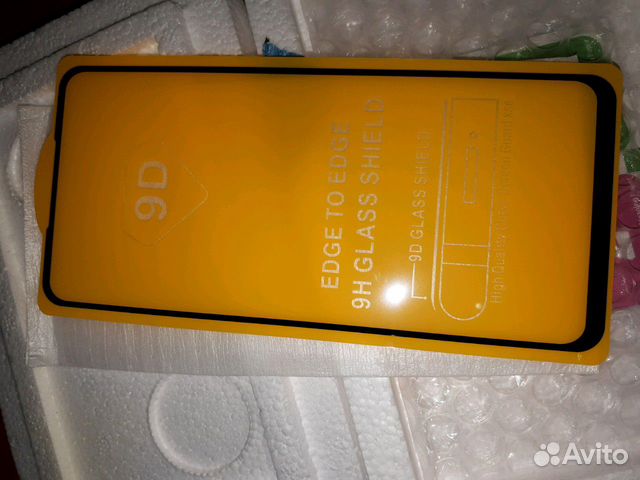 9D
EDGE TO EDGE
9H GLASS SHIELD
9D GLASS SHIELD
High Quality
Avito